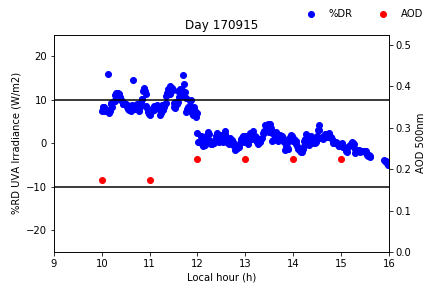 %DR AOD
Day 170915
%RD UVA Irradiance (W/m2)
20
10
0
−10
−20
0.5
0.4
0.3
0.2
0.1
0.0
AOD 500nm
9 10 11 12 13 14 15 16
Local hour (h)